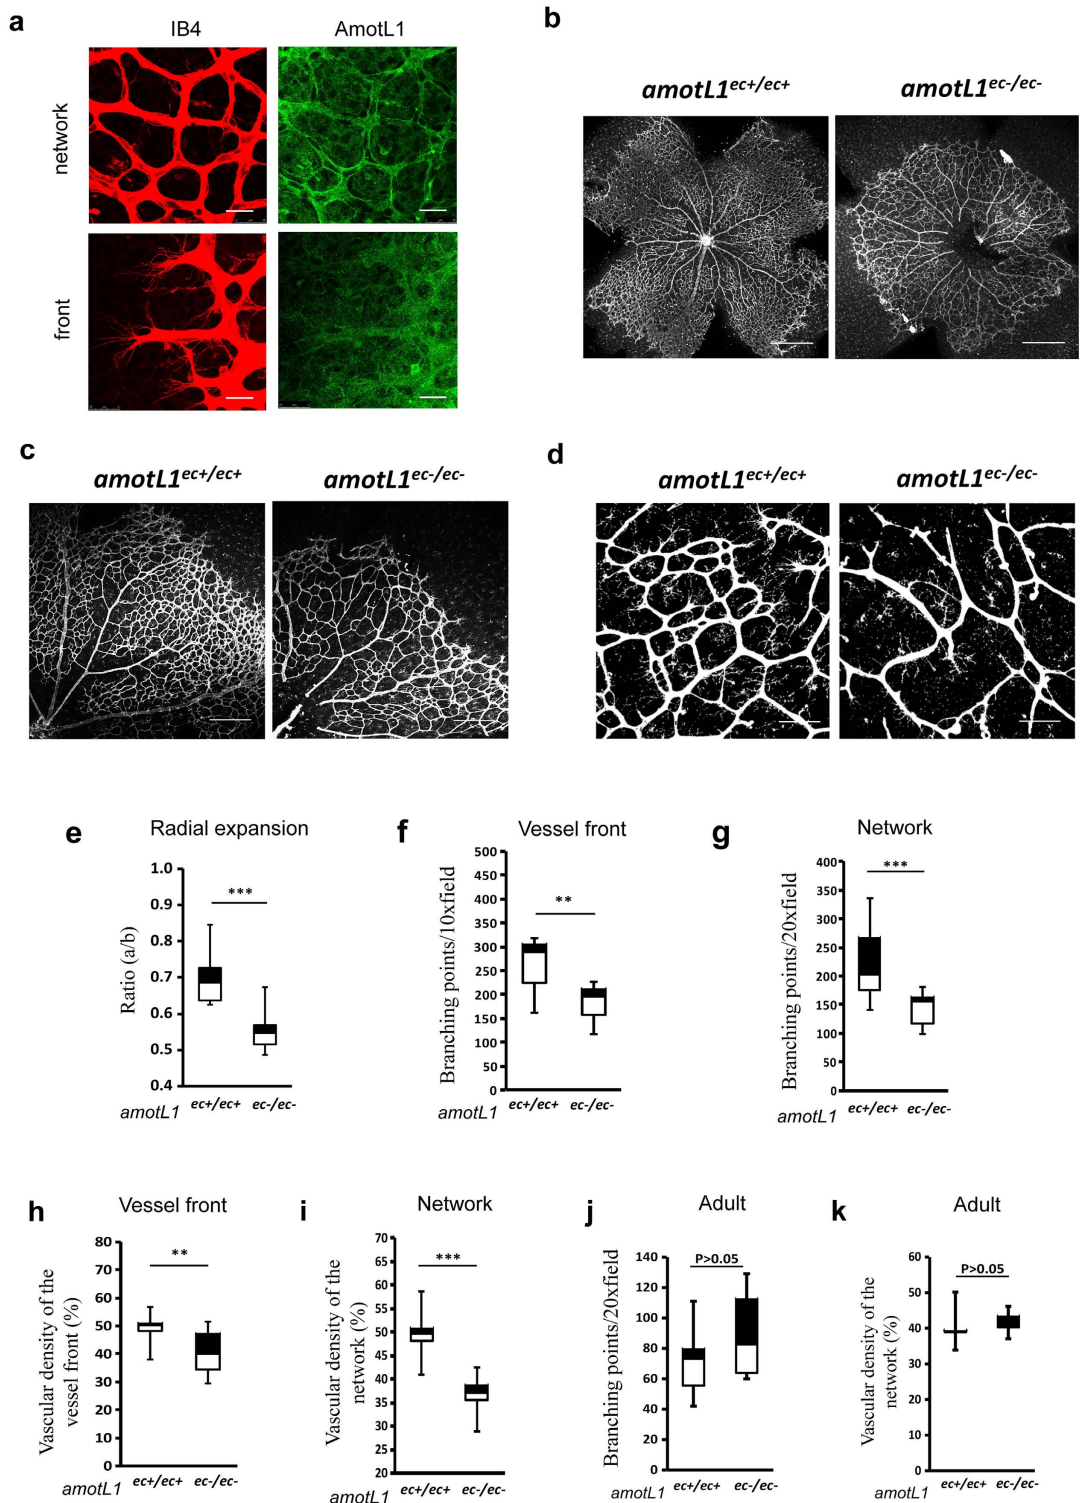 a
IB4
AmotL1
network
front
b
amotL1ec+/ec+
amotL1ec-/ec-
c
amotL1ec+/ec+
amotL1ec-/ec-
d
amotL1ec+/ec+
amotL1ec-/ec-
e
Radial expansion
Ratio (a/b)
1.0
0.9
0.8
0.7
0.6
0.5
0.4
***
amotL1
ec+/ec+
ec-/ec-
f
Vessel front
Branching points/10xfield
500
450
400
350
300
250
200
150
100
50
0
**
amotL1
ec+/ec+
ec-/ec-
g
Network
Branching points/20xfield
400
350
300
250
200
150
100
50
0
***
amotL1
ec+/ec+
ec-/ec-
h
Vessel front
Vascular density of the
vessel front (%)
80
70
60
50
40
30
20
10
0
**
amotL1
ec+/ec+
ec-/ec-
i
Network
Vascular density of the
network (%)
70
65
60
55
50
45
40
35
30
25
20
***
amotL1
ec+/ec+
ec-/ec-
j
Adult
Branching points/20xfield
140
120
100
80
60
40
20
0
P>0.05
amotL1
ec+/ec+
ec-/ec-
k
Adult
Vascular density of the
network (%)
60
50
40
30
20
10
0
P>0.05
amotL1
ec+/ec+
ec-/ec-